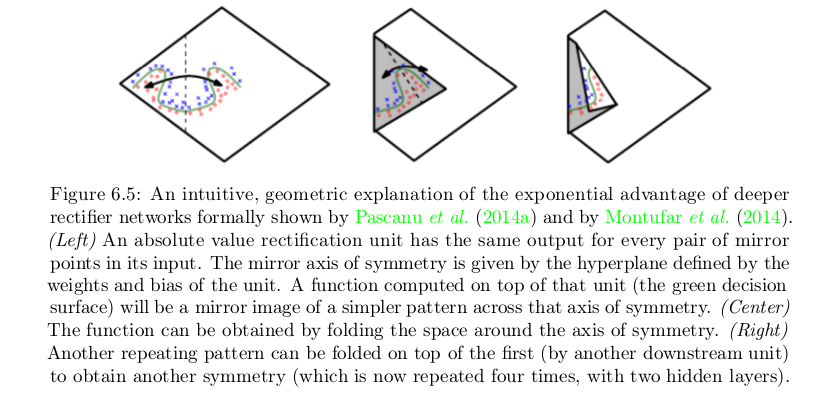 Figure 6.5: An intuitive, geometric explanation of the exponential advantage of deeper
rectifier networks formally shown by Pascanu et al. (2014a) and by Montufar et al. (2014).
(Left) An absolute value rectification unit has the same output for every pair of mirror
points in its input. The mirror axis of symmetry is given by the hyperplane defined by the
weights and bias of the unit. A function computed on top of that unit (the green decision
surface) will be a mirror image of a simpler pattern across that axis of symmetry. (Center)
The function can be obtained by folding the space around the axis of symmetry. (Right)
Another repeating pattern can be folded on top of the first (by another downstream unit)
to obtain another symmetry (which is now repeated four times, with two hidden layers).